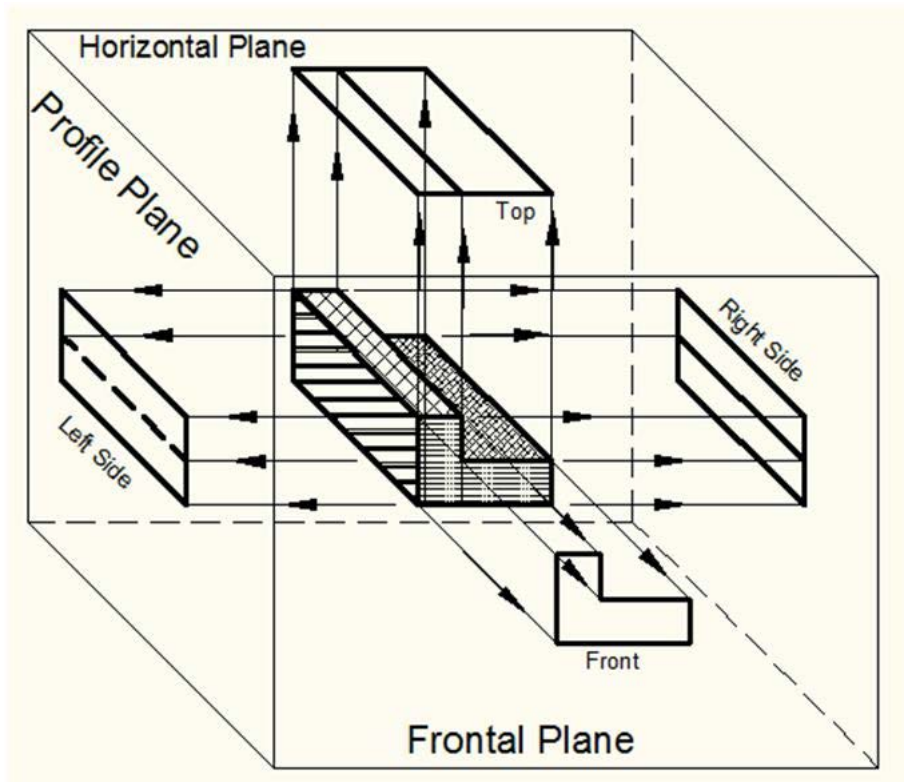 Horizontal Plane
Profile Plane
Top
Right Side
Left Side
Front
Frontal Plane